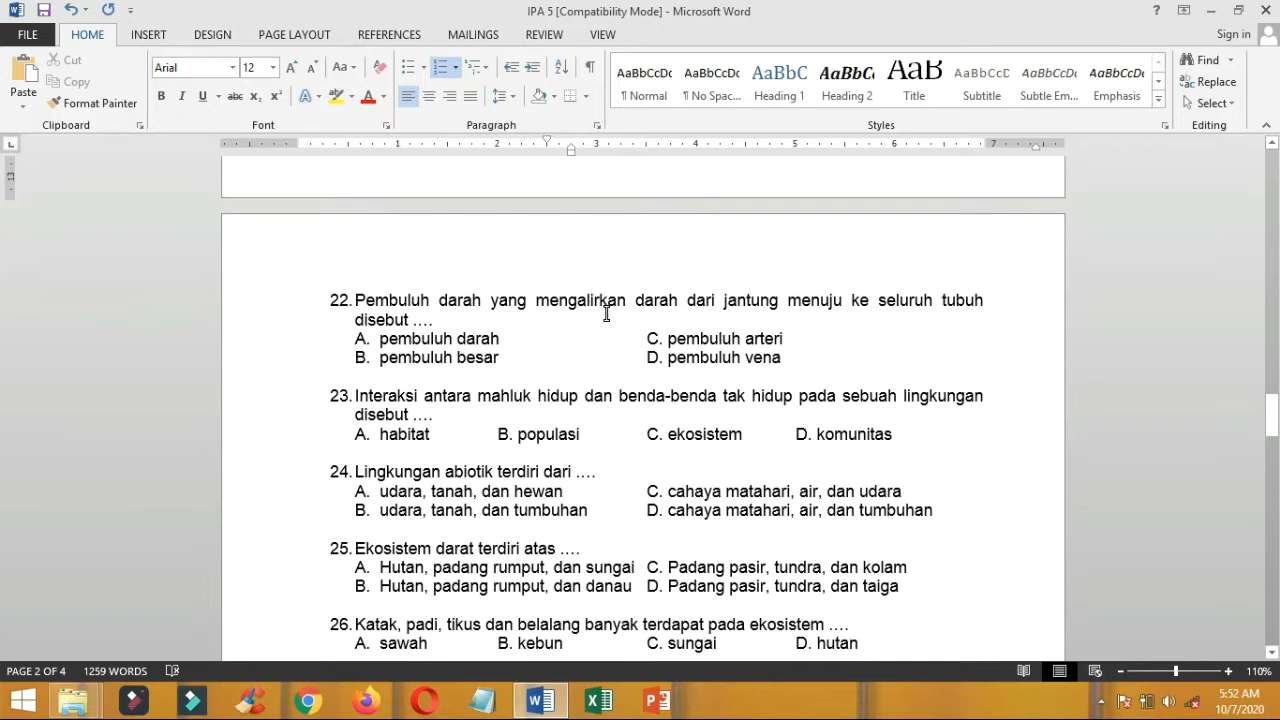 IPA 5 [Compatibility Mode] - Microsoft Word
FILE HOME INSERT DESIGN PAGE LAYOUT REFERENCES MAILINGS REVIEW VIEW Sign in
Cut
Copy
Format Painter
Paste
Clipboard
Arial 12
Font
Paragraph
AaBbCcDc AaBbCcDc AaBbC AaBbCc AaB AaBbCcD AaBbCcDc AaBbCcDc
¶ Normal ¶ No Spac... Heading 1 Heading 2 Title Subtitle Subtle Em... Emphasis
Styles
Find
Replace
Select
Editing
1 2 3 4 5 6 7
13
22. Pembuluh darah yang mengalirkan darah dari jantung menuju ke seluruh tubuh
disebut ….
A. pembuluh darah C. pembuluh arteri
B. pembuluh besar D. pembuluh vena
23. Interaksi antara mahluk hidup dan benda-benda tak hidup pada sebuah lingkungan
disebut ….
A. habitat B. populasi C. ekosistem D. komunitas
24. Lingkungan abiotik terdiri dari ….
A. udara, tanah, dan hewan C. cahaya matahari, air, dan udara
B. udara, tanah, dan tumbuhan D. cahaya matahari, air, dan tumbuhan
25. Ekosistem darat terdiri atas ….
A. Hutan, padang rumput, dan sungai C. Padang pasir, tundra, dan kolam
B. Hutan, padang rumput, dan danau D. Padang pasir, tundra, dan taiga
26. Katak, padi, tikus dan belalang banyak terdapat pada ekosistem ….
A. sawah B. kebun C. sungai D. hutan
PAGE 2 OF 4 1259 WORDS 110%
5:52 AM
10/7/2020